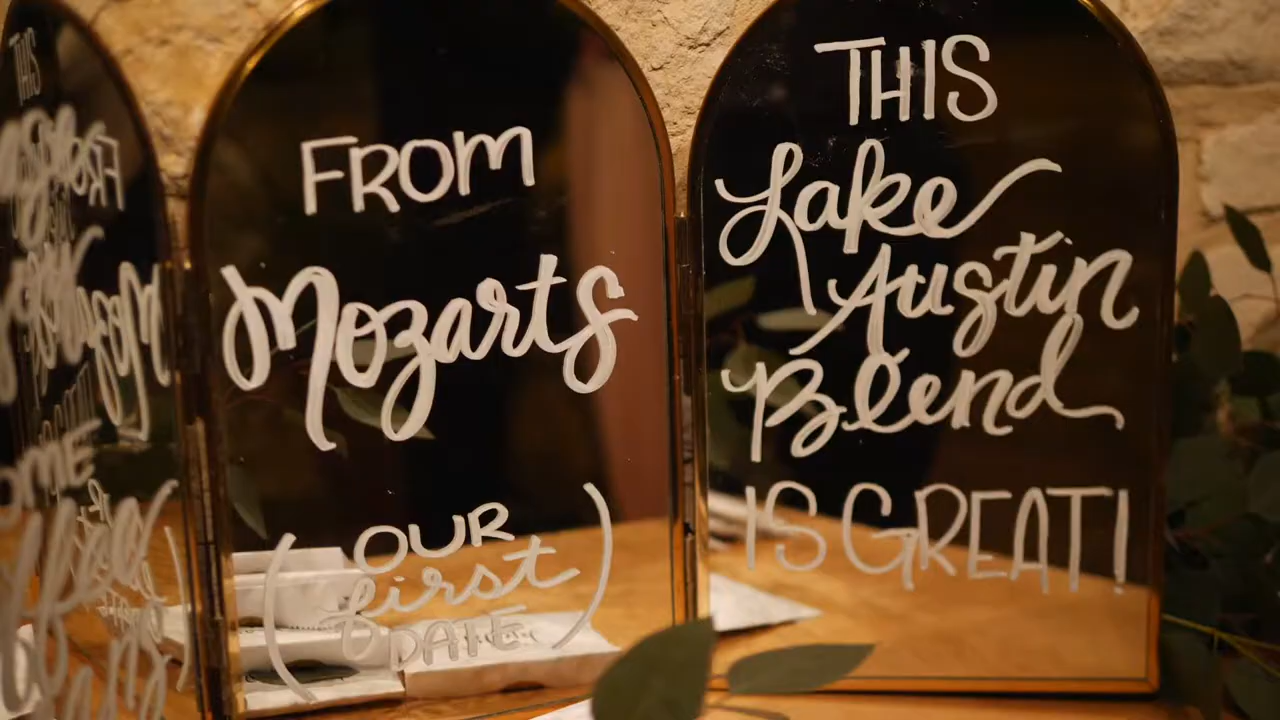 FROM
Mozarts
(OUR
first
DATE)
THIS
Lake
Austin
Blend
IS GREAT!